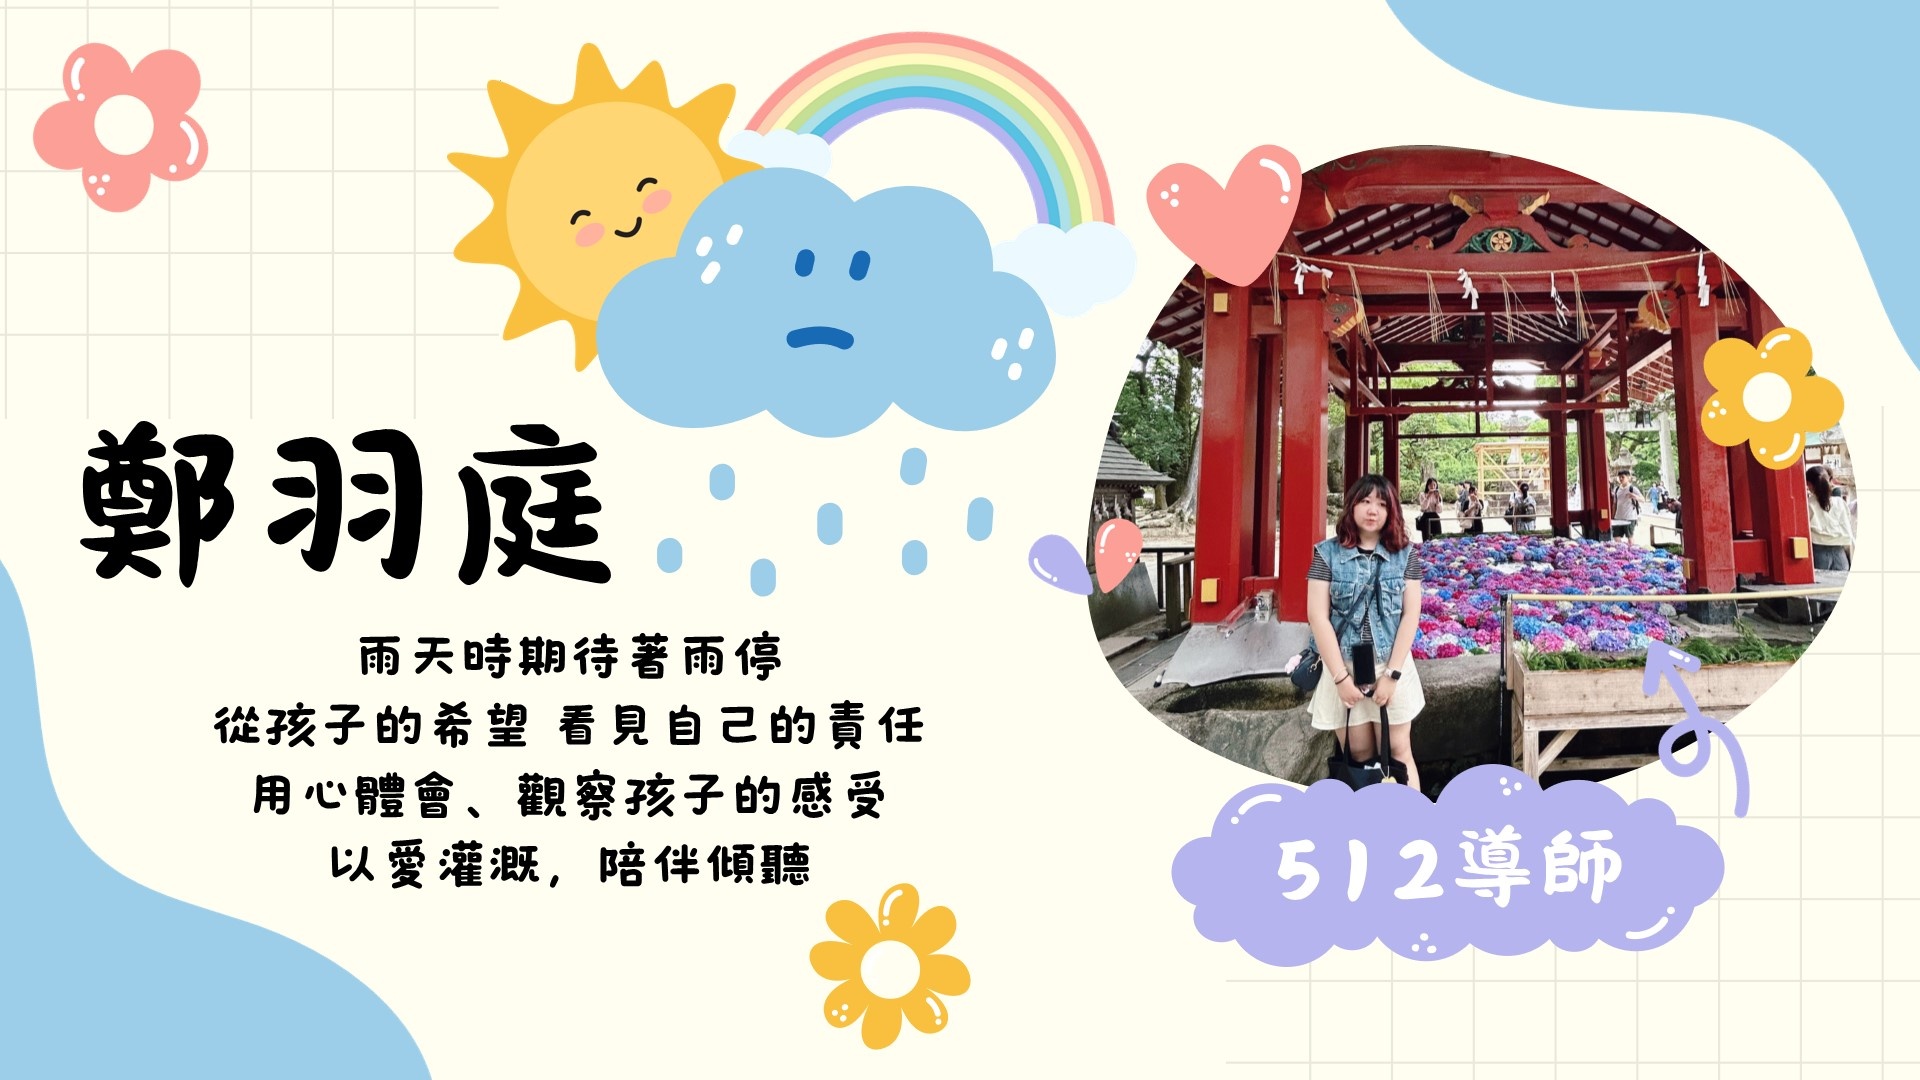 鄭羽庭
雨天時期待著雨停
從孩子的希望 看見自己的責任
用心體會、觀察孩子的感受
以愛灌溉，陪伴傾聽
512導師